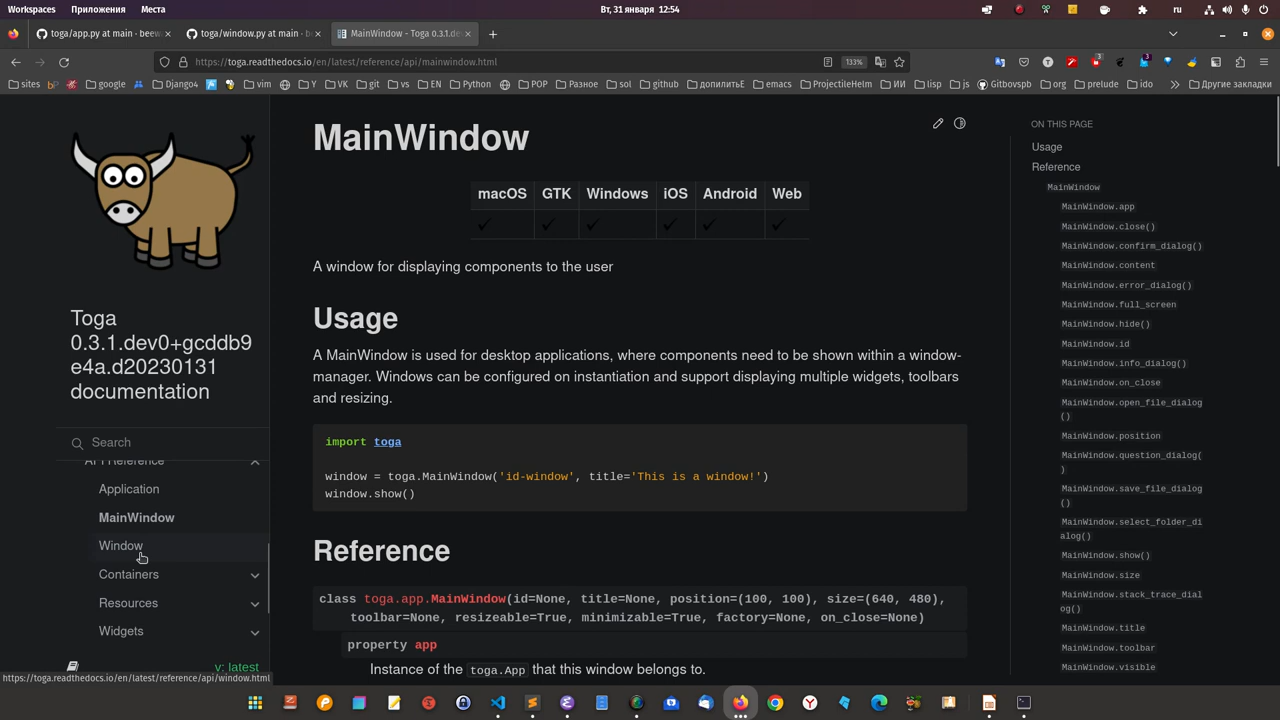 Workspaces Приложения Места
Вт, 31 января 12:54
ru
toga/app.py at main · beew
toga/window.py at main · bee
MainWindow - Toga 0.3.1.de
https://toga.readthedocs.io/en/latest/reference/api/mainwindow.html
133%
sites
google
Django4
vim
Y
VK
git
vs
EN
Python
POP
Разное
sol
github
допилитьЕ
emacs
ProjectileHelm
ИИ
lisp
js
Gitbovspb
org
prelude
ido
Другие закладки
Toga
0.3.1.dev0+gcddb9
e4a.d20230131
documentation
Search
API Reference
Application
MainWindow
Window
Containers
Resources
Widgets
v: latest
https://toga.readthedocs.io/en/latest/reference/api/window.html
MainWindow
macOS GTK Windows iOS Android Web
✓ ✓ ✓ ✓ ✓ ✓
A window for displaying components to the user
Usage
A MainWindow is used for desktop applications, where components need to be shown within a window-
manager. Windows can be configured on instantiation and support displaying multiple widgets, toolbars
and resizing.
import toga
window = toga.MainWindow('id-window', title='This is a window!')
window.show()
Reference
class toga.app.MainWindow(id=None, title=None, position=(100, 100), size=(640, 480),
toolbar=None, resizeable=True, minimizable=True, factory=None, on_close=None)
property app
Instance of the toga.App that this window belongs to.
ON THIS PAGE
Usage
Reference
MainWindow
MainWindow.app
MainWindow.close()
MainWindow.confirm_dialog()
MainWindow.content
MainWindow.error_dialog()
MainWindow.full_screen
MainWindow.hide()
MainWindow.id
MainWindow.info_dialog()
MainWindow.on_close
MainWindow.open_file_dialog
()
MainWindow.position
MainWindow.question_dialog(
)
MainWindow.save_file_dialog
()
MainWindow.select_folder_di
alog()
MainWindow.show()
MainWindow.size
MainWindow.stack_trace_dial
og()
MainWindow.title
MainWindow.toolbar
MainWindow.visible